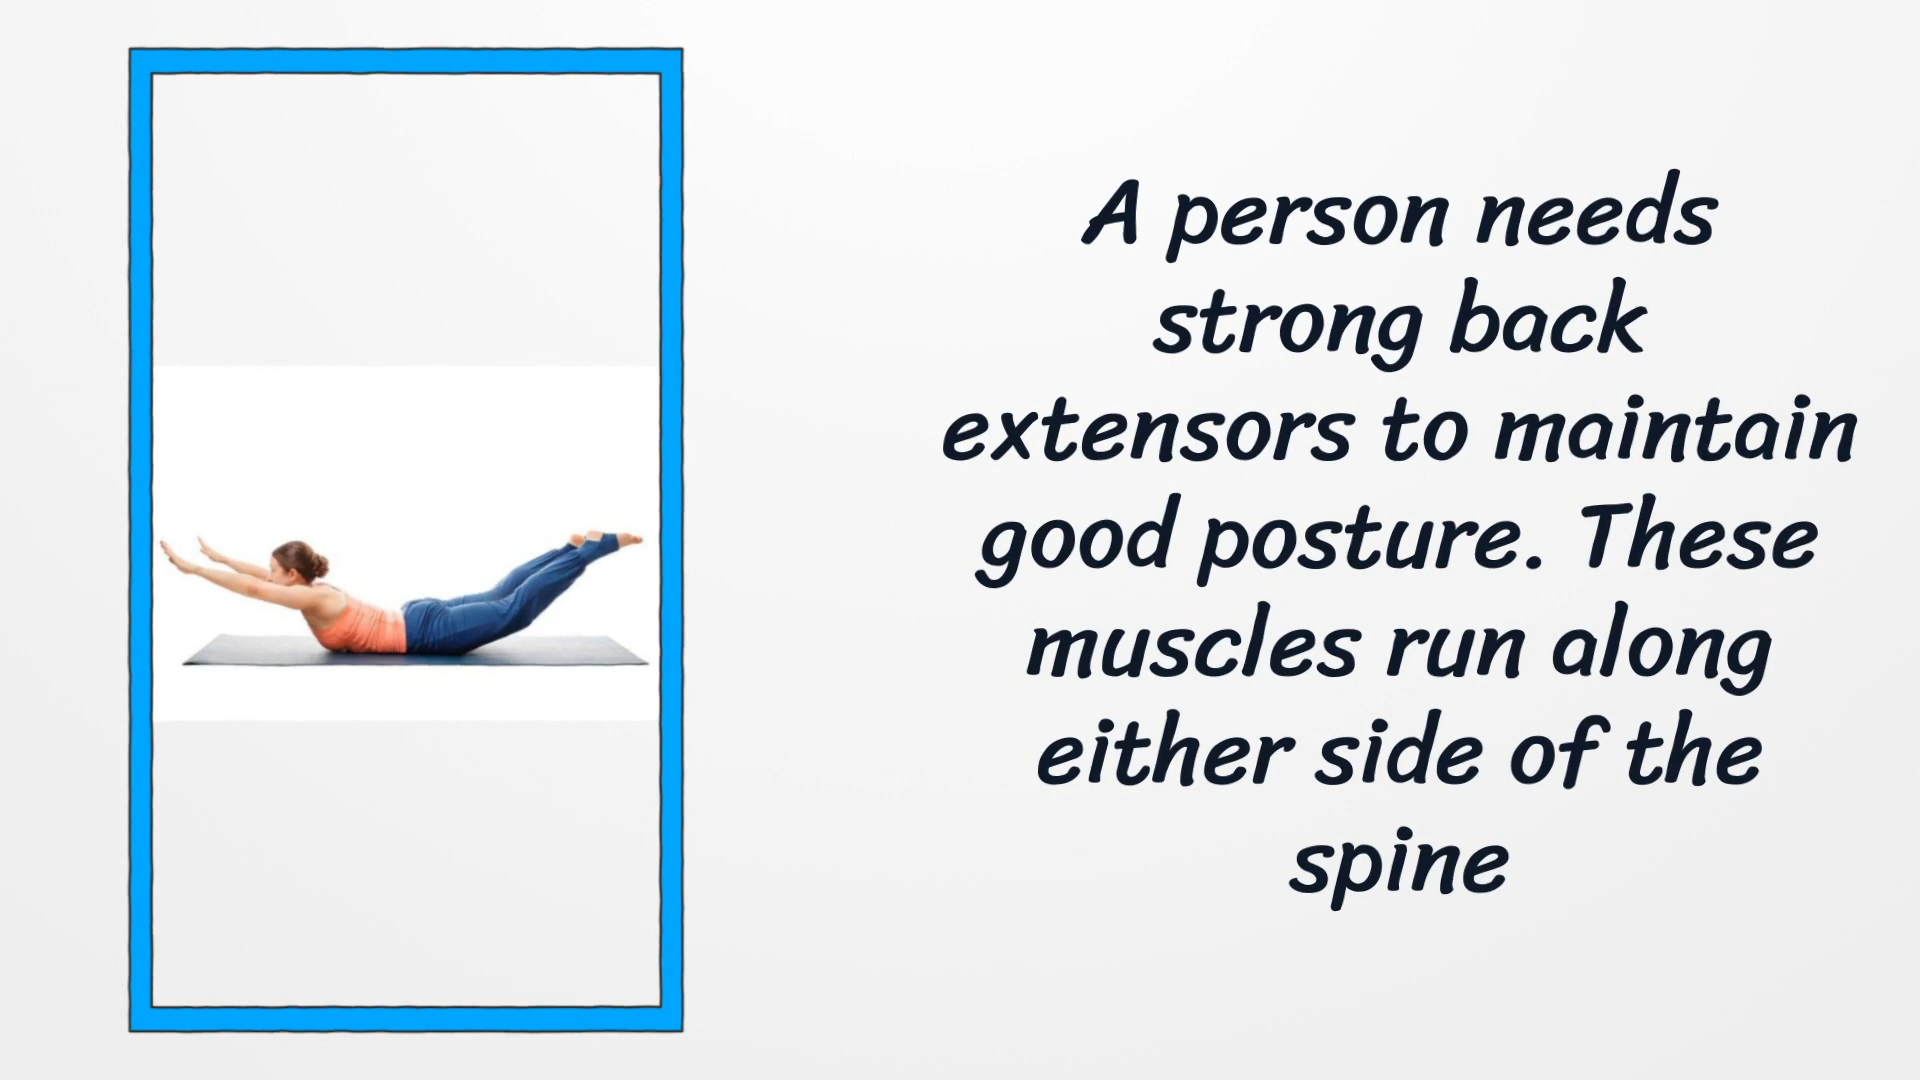 A person needs
strong back
extensors to maintain
good posture. These
muscles run along
either side of the
spine